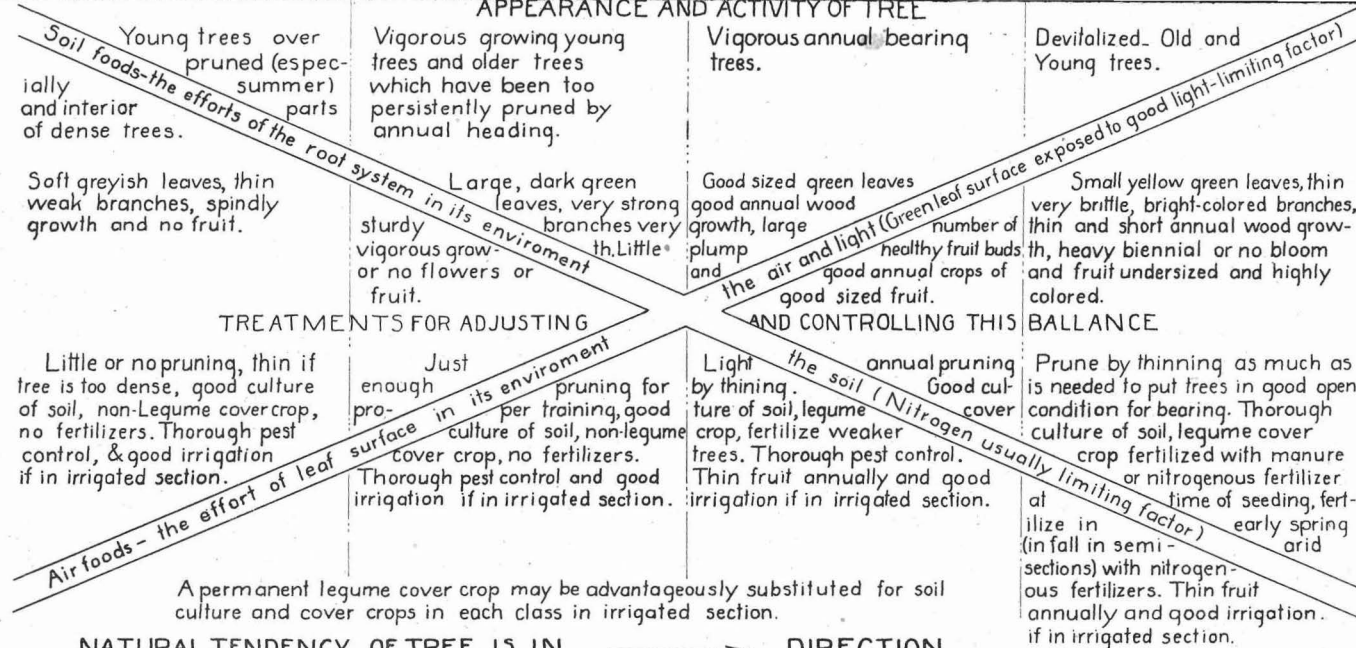 APPEARANCE AND ACTIVITY OF TREE
Young trees over
pruned (espec-
ially summer)
and interior parts
of dense trees.
Vigorous growing young
trees and older trees
which have been too
persistently pruned by
annual heading.
Vigorous annual bearing
trees.
Devitalized_ Old and
Young trees.
Soil foods-the efforts of the root system in its enviroment
the air and light (Green leaf surface exposed to good light-limiting factor)
Soft greyish leaves, thin
weak branches, spindly
growth and no fruit.
Large, dark green
leaves, very strong
sturdy branches very
vigorous grow- th. Little
or no flowers or
fruit.
Good sized green leaves
good annual wood
growth, large number of
plump healthy fruit buds
and good annual crops of
good sized fruit.
Small yellow green leaves, thin
very brittle, bright-colored branches,
thin and short annual wood grow-
th, heavy biennial or no bloom
and fruit undersized and highly
colored.
TREATMENTS FOR ADJUSTING AND CONTROLLING THIS BALLANCE
Little or no pruning, thin if
tree is too dense, good culture
of soil, non-Legume cover crop,
no fertilizers. Thorough pest
control, & good irrigation
if in irrigated section.
Just
enough pruning for
pro- per training, good
culture of soil, non-legume
cover crop, no fertilizers.
Thorough pest control and good
irrigation if in irrigated section.
Light annual pruning
by thining. Good cul-
ture of soil, legume cover
crop, fertilize weaker
trees. Thorough pest control.
Thin fruit annually and good
irrigation if in irrigated section.
Prune by thinning as much as
is needed to put trees in good open
condition for bearing. Thorough
culture of soil, legume cover
crop fertilized with manure
or nitrogenous fertilizer
at time of seeding, fert-
ilize in early spring
(in fall in semi- arid
sections) with nitrogen-
ous fertilizers. Thin fruit
annually and good irrigation.
if in irrigated section.
Air foods- the effort of leaf surface in its enviroment
the soil (Nitrogen usually limiting factor)
A permanent legume cover crop may be advantageously substituted for soil
culture and cover crops in each class in irrigated section.
NATURAL TENDENCY OF TREE IS IN DIRECTION